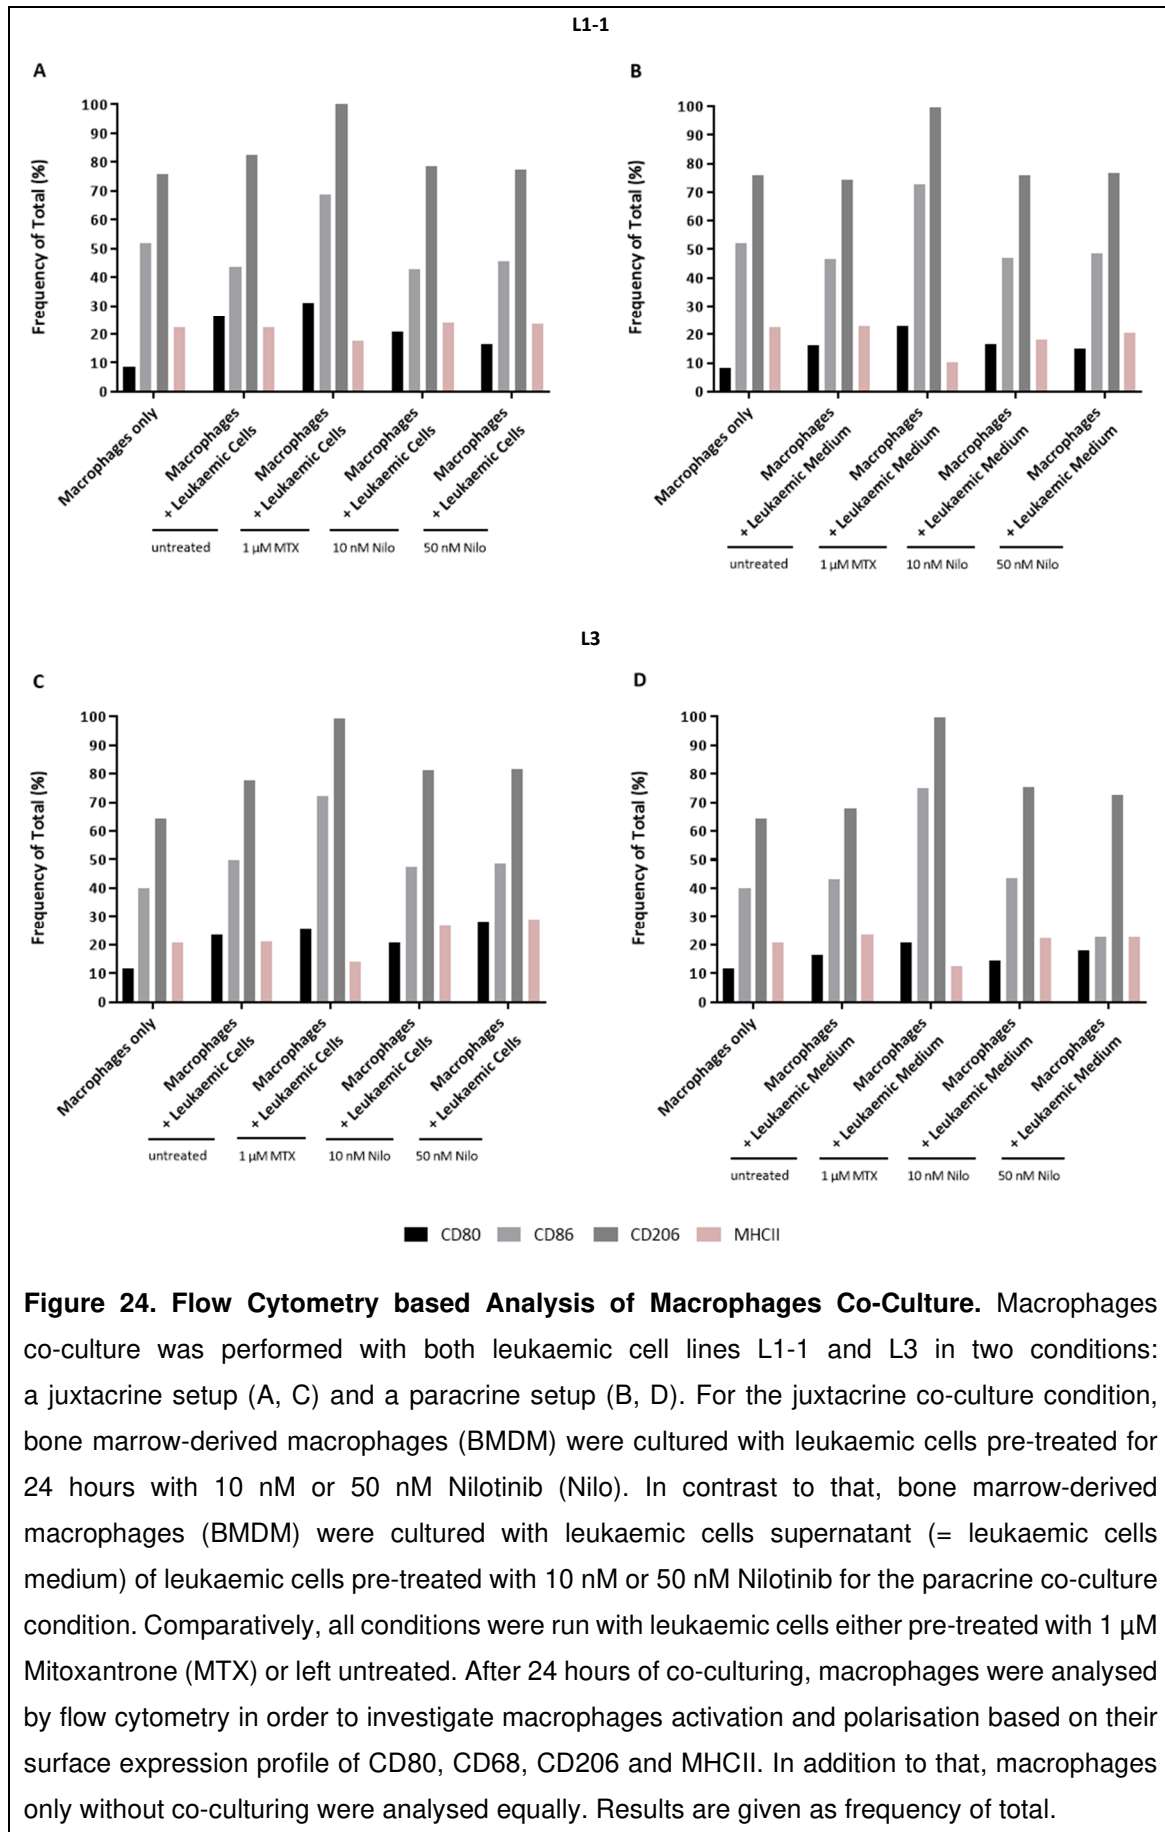 L1-1
A
Frequency of Total (%)
100
90
80
70
60
50
40
30
20
10
0
Macrophages only
Macrophages
+ Leukaemic Cells
Macrophages
+ Leukaemic Cells
Macrophages
+ Leukaemic Cells
Macrophages
+ Leukaemic Cells
untreated
1 µM MTX
10 nM Nilo
50 nM Nilo
B
Frequency of Total (%)
100
90
80
70
60
50
40
30
20
10
0
Macrophages only
Macrophages
+ Leukaemic Medium
Macrophages
+ Leukaemic Medium
Macrophages
+ Leukaemic Medium
Macrophages
+ Leukaemic Medium
untreated
1 µM MTX
10 nM Nilo
50 nM Nilo
L3
C
Frequency of Total (%)
100
90
80
70
60
50
40
30
20
10
0
Macrophages only
Macrophages
+ Leukaemic Cells
Macrophages
+ Leukaemic Cells
Macrophages
+ Leukaemic Cells
Macrophages
+ Leukaemic Cells
untreated
1 µM MTX
10 nM Nilo
50 nM Nilo
D
Frequency of Total (%)
100
90
80
70
60
50
40
30
20
10
0
Macrophages only
Macrophages
+ Leukaemic Medium
Macrophages
+ Leukaemic Medium
Macrophages
+ Leukaemic Medium
Macrophages
+ Leukaemic Medium
untreated
1 µM MTX
10 nM Nilo
50 nM Nilo
CD80 CD86 CD206 MHCII
Figure 24. Flow Cytometry based Analysis of Macrophages Co-Culture. Macrophages
co-culture was performed with both leukaemic cell lines L1-1 and L3 in two conditions:
a juxtacrine setup (A, C) and a paracrine setup (B, D). For the juxtacrine co-culture condition,
bone marrow-derived macrophages (BMDM) were cultured with leukaemic cells pre-treated for
24 hours with 10 nM or 50 nM Nilotinib (Nilo). In contrast to that, bone marrow-derived
macrophages (BMDM) were cultured with leukaemic cells supernatant (= leukaemic cells
medium) of leukaemic cells pre-treated with 10 nM or 50 nM Nilotinib for the paracrine co-culture
condition. Comparatively, all conditions were run with leukaemic cells either pre-treated with 1 µM
Mitoxantrone (MTX) or left untreated. After 24 hours of co-culturing, macrophages were analysed
by flow cytometry in order to investigate macrophages activation and polarisation based on their
surface expression profile of CD80, CD68, CD206 and MHCII. In addition to that, macrophages
only without co-culturing were analysed equally. Results are given as frequency of total.